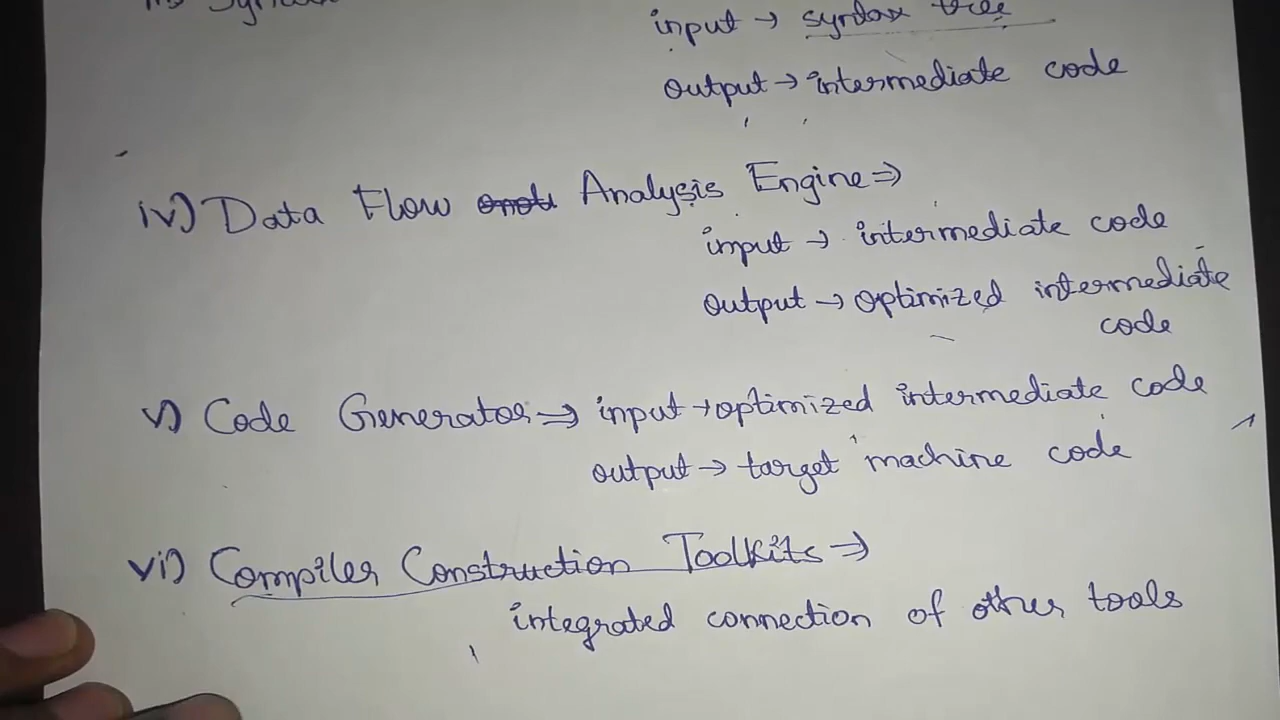 input → syntax tree
output → intermediate code
iv) Data Flow Analysis Engine ⇒
input → intermediate code
output → optimized intermediate
code
v) Code Generator ⇒ input → optimized intermediate code
output → target machine code
vi) Compiler Construction Toolkits ⇒
integrated connection of other tools